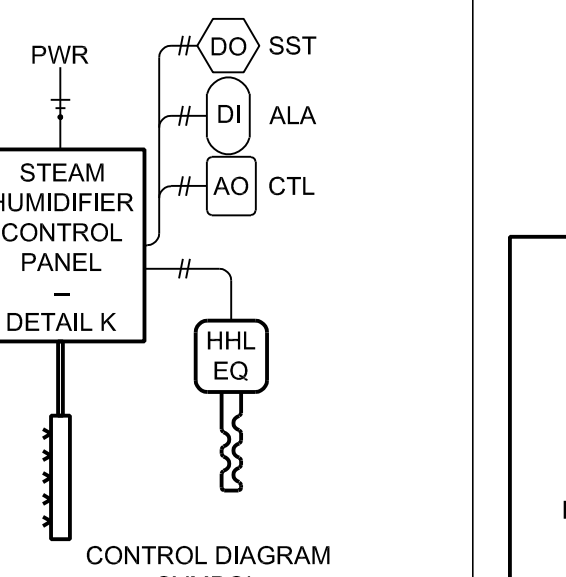 PWR
DO SST
DI ALA
AO CTL
STEAM
HUMIDIFIER
CONTROL
PANEL
–
DETAIL K
HHL
EQ
CONTROL DIAGRAM